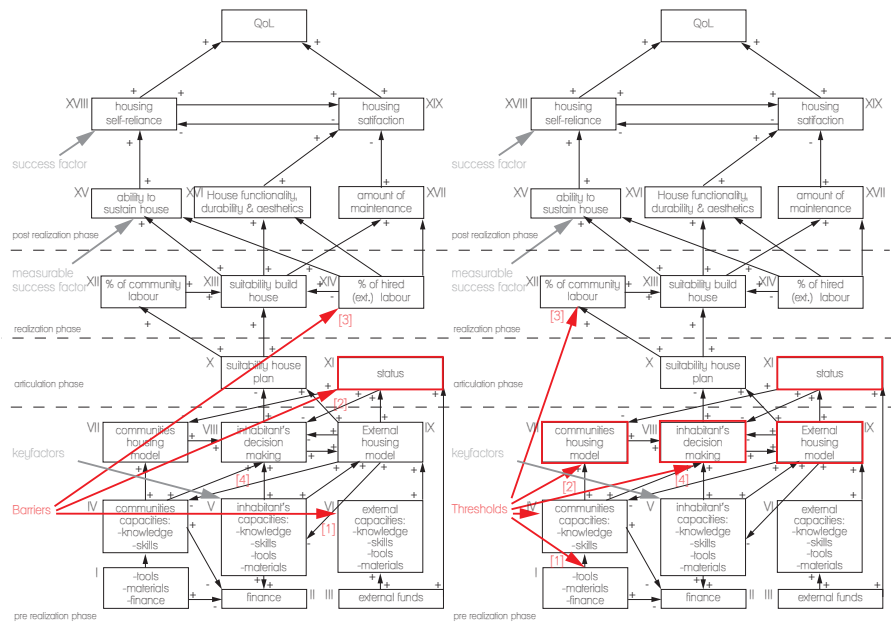 QoL
+ +
XVIII
housing
self-reliance
+ +
- -
housing
satifaction
XIX
success factor
+ + -
XV
ability to
sustain house
XVI
House functionality,
durability & aesthetics
amount of
maintenance
XVII
post realization phase
measurable
success factor
XII
% of community
labour
XIII
suitability build
house
XIV
% of hired
(ext.) labour
[3]
realization phase
X
suitability house
plan
XI
status
articulation phase
[2]
VII
communities
housing
model
VIII
inhabitant's
decision
making
External
housing
model
IX
keyfactors
[4]
Barriers
IV
communities
capacities:
-knowledge
-skills
V
inhabitant's
capacities:
-knowledge
-skills
-tools
-materials
VI
external
capacities:
-knowledge
-skills
-tools
-materials
[1]
I
-tools
-materials
-finance
finance
II
III
external funds
pre realization phase
QoL
+ +
XVIII
housing
self-reliance
+ +
- -
housing
satifaction
XIX
success factor
+ + -
XV
ability to
sustain house
XVI
House functionality,
durability & aesthetics
amount of
maintenance
XVII
post realization phase
measurable
success factor
XII
% of community
labour
XIII
suitability build
house
XIV
% of hired
(ext.) labour
[3]
realization phase
X
suitability house
plan
XI
status
articulation phase
VII
communities
housing
model
VIII
inhabitant's
decision
making
External
housing
model
IX
keyfactors
[2]
[4]
Thresholds
IV
communities
capacities:
-knowledge
-skills
V
inhabitant's
capacities:
-knowledge
-skills
-tools
-materials
VI
external
capacities:
-knowledge
-skills
-tools
-materials
[1]
I
-tools
-materials
-finance
finance
II
III
external funds
pre realization phase